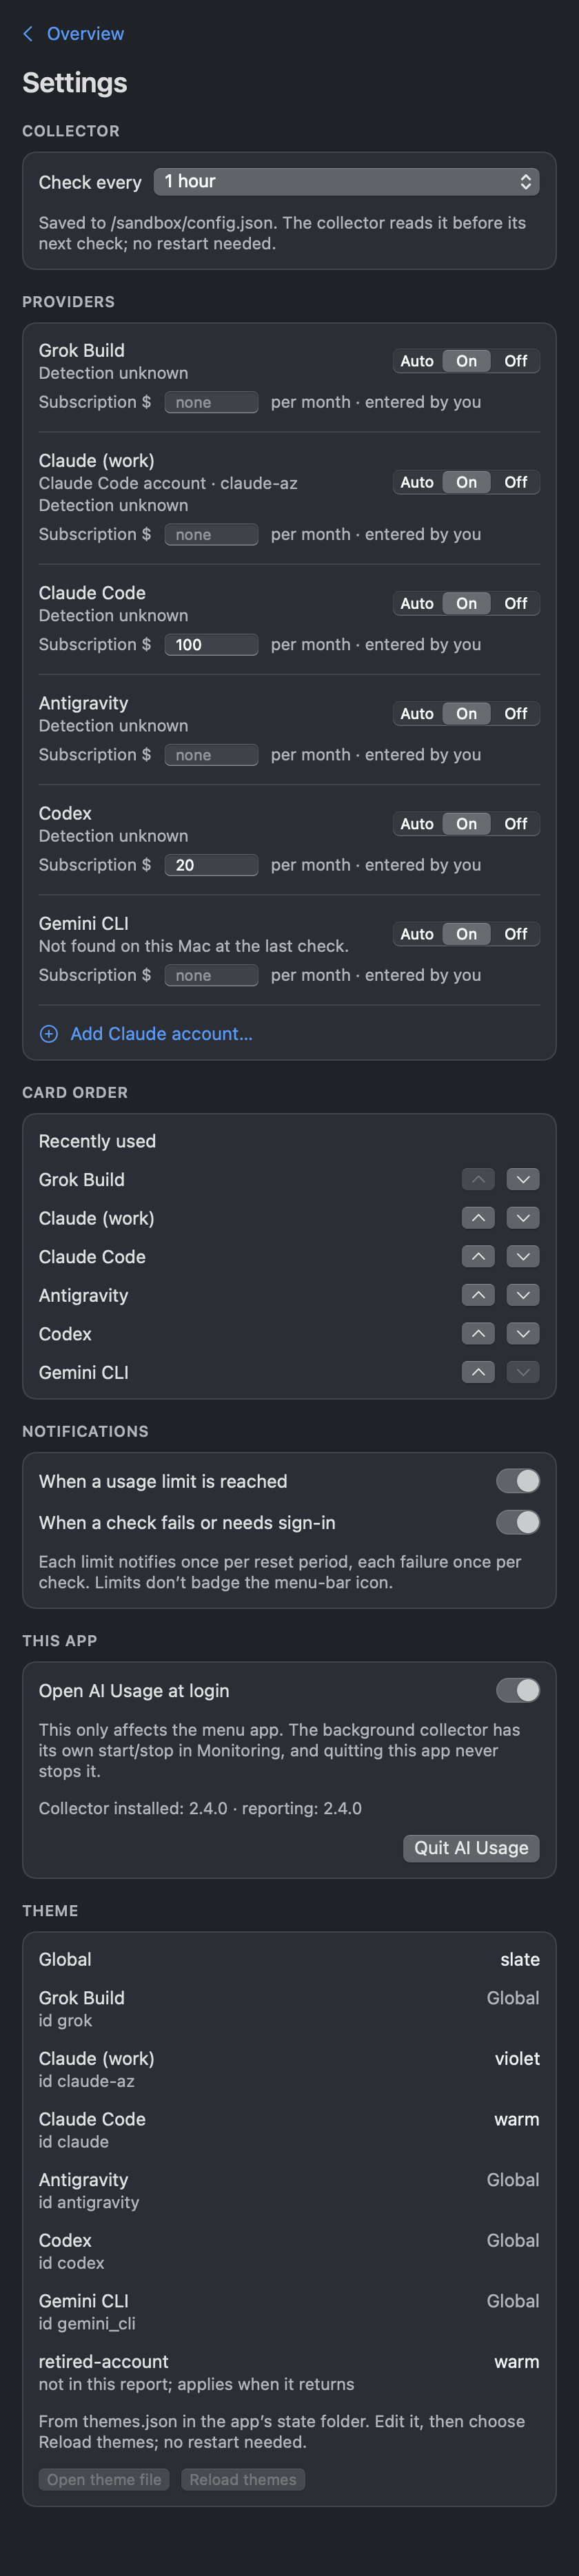 Overview
Settings
COLLECTOR
Check every 1 hour
Saved to /sandbox/config.json. The collector reads it before its
next check; no restart needed.
PROVIDERS
Grok Build
Auto On Off
Detection unknown
Subscription $ none per month · entered by you
Claude (work)
Claude Code account · claude-az
Auto On Off
Detection unknown
Subscription $ none per month · entered by you
Claude Code
Auto On Off
Detection unknown
Subscription $ 100 per month · entered by you
Antigravity
Auto On Off
Detection unknown
Subscription $ none per month · entered by you
Codex
Auto On Off
Detection unknown
Subscription $ 20 per month · entered by you
Gemini CLI
Auto On Off
Not found on this Mac at the last check.
Subscription $ none per month · entered by you
Add Claude account...
CARD ORDER
Recently used
Grok Build
Claude (work)
Claude Code
Antigravity
Codex
Gemini CLI
NOTIFICATIONS
When a usage limit is reached
When a check fails or needs sign-in
Each limit notifies once per reset period, each failure once per
check. Limits don’t badge the menu-bar icon.
THIS APP
Open AI Usage at login
This only affects the menu app. The background collector has
its own start/stop in Monitoring, and quitting this app never
stops it.
Collector installed: 2.4.0 · reporting: 2.4.0
Quit AI Usage
THEME
Global slate
Grok Build Global
id grok
Claude (work) violet
id claude-az
Claude Code warm
id claude
Antigravity Global
id antigravity
Codex Global
id codex
Gemini CLI Global
id gemini_cli
retired-account warm
not in this report; applies when it returns
From themes.json in the app’s state folder. Edit it, then choose
Reload themes; no restart needed.
Open theme file Reload themes